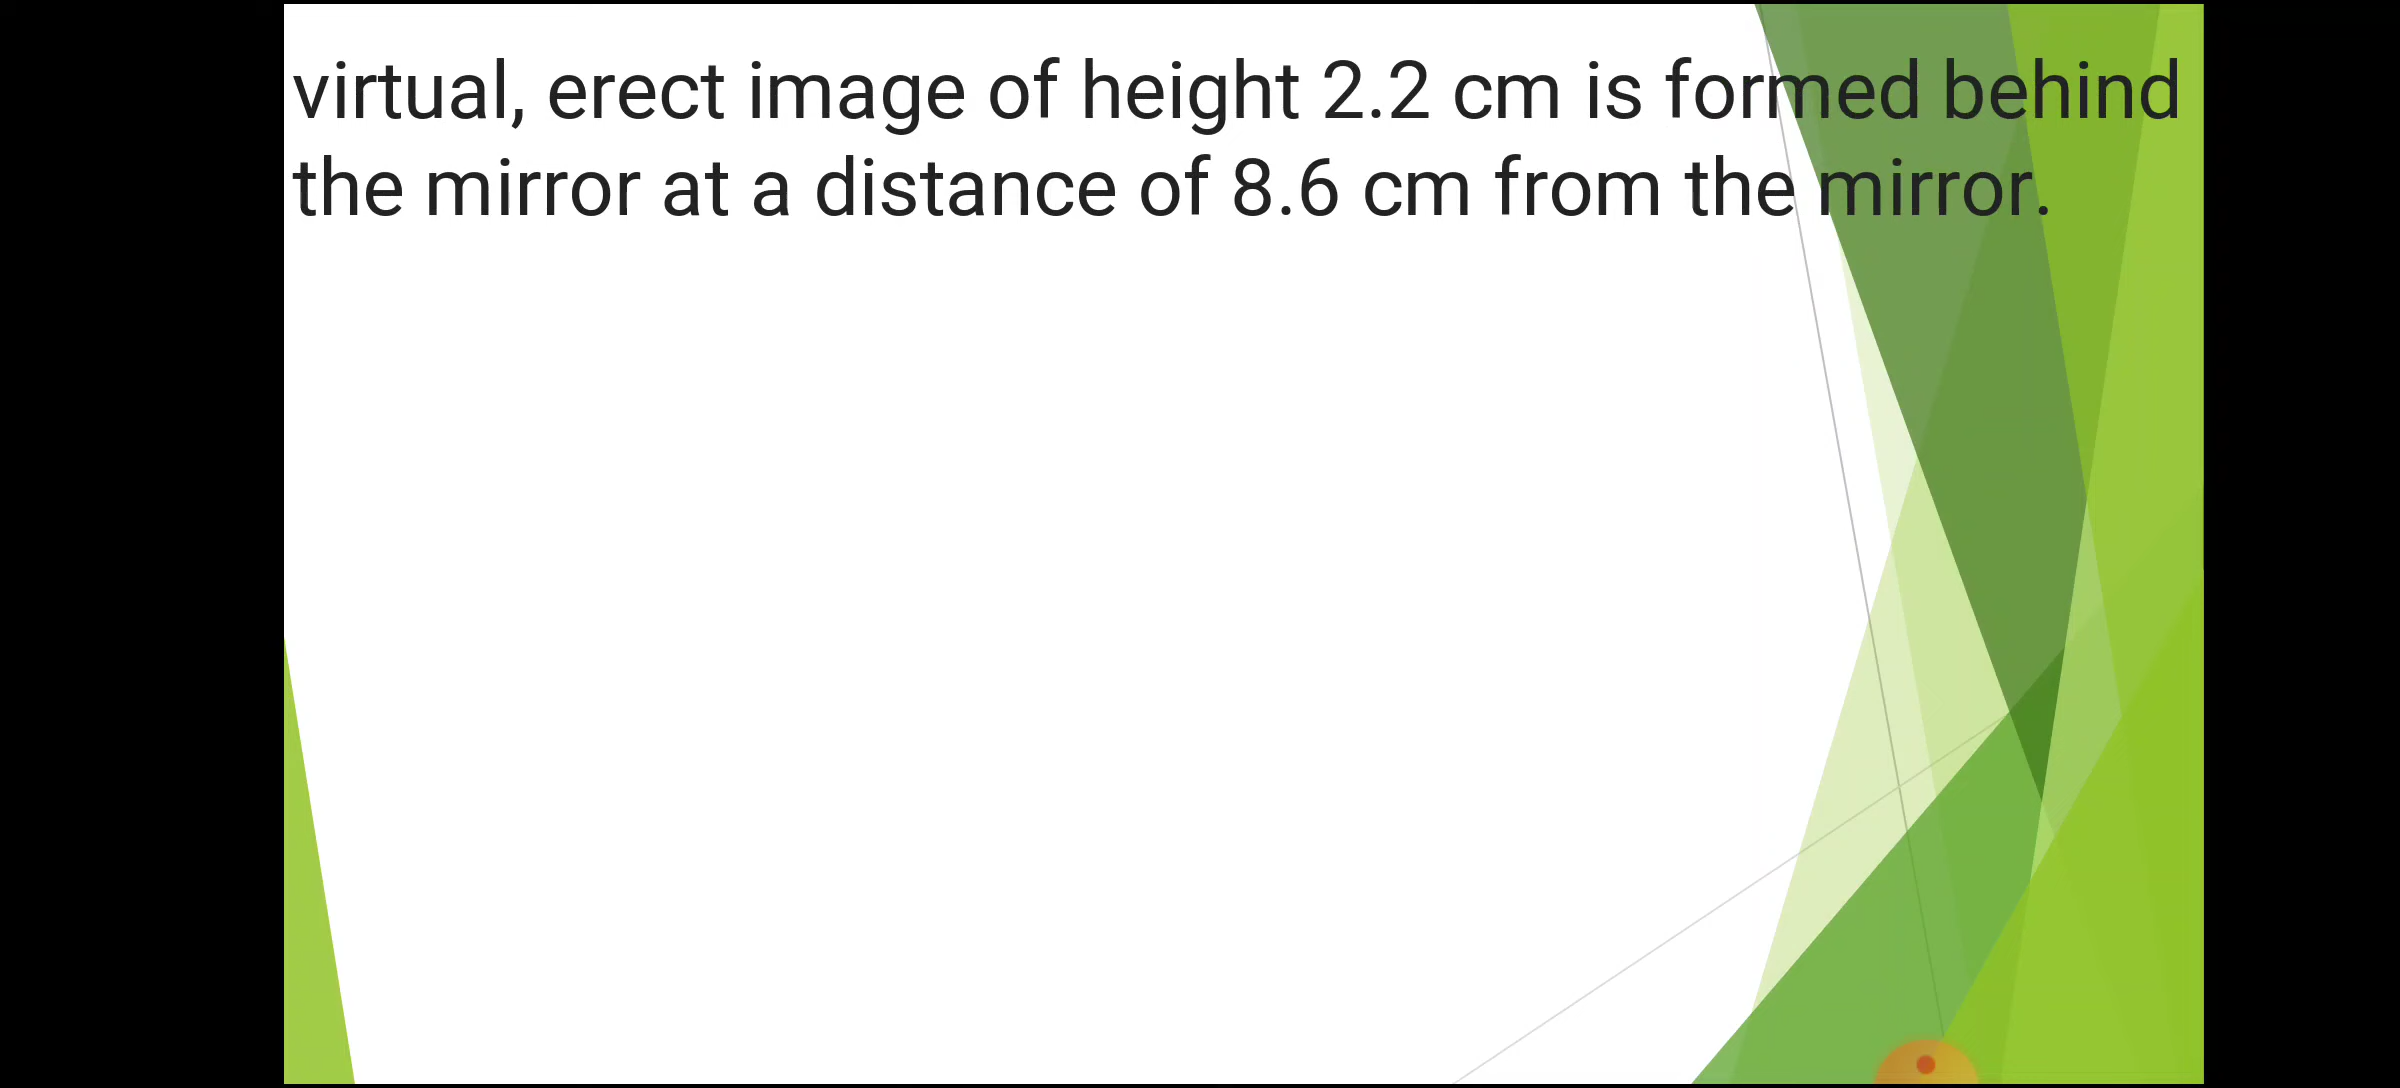 virtual, erect image of height 2.2 cm is formed behind
the mirror at a distance of 8.6 cm from the mirror.